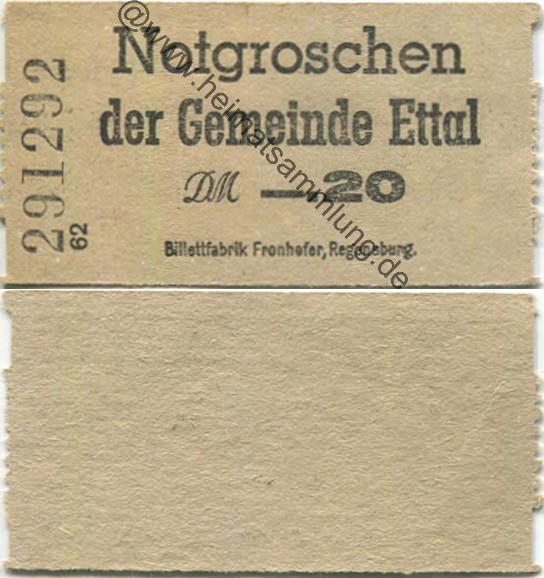 Notgroschen
der Gemeinde Ettal
DM —.20
Billettfabrik Fronhofer, Regensburg.
291292
62
@www.heimatsammlung.de